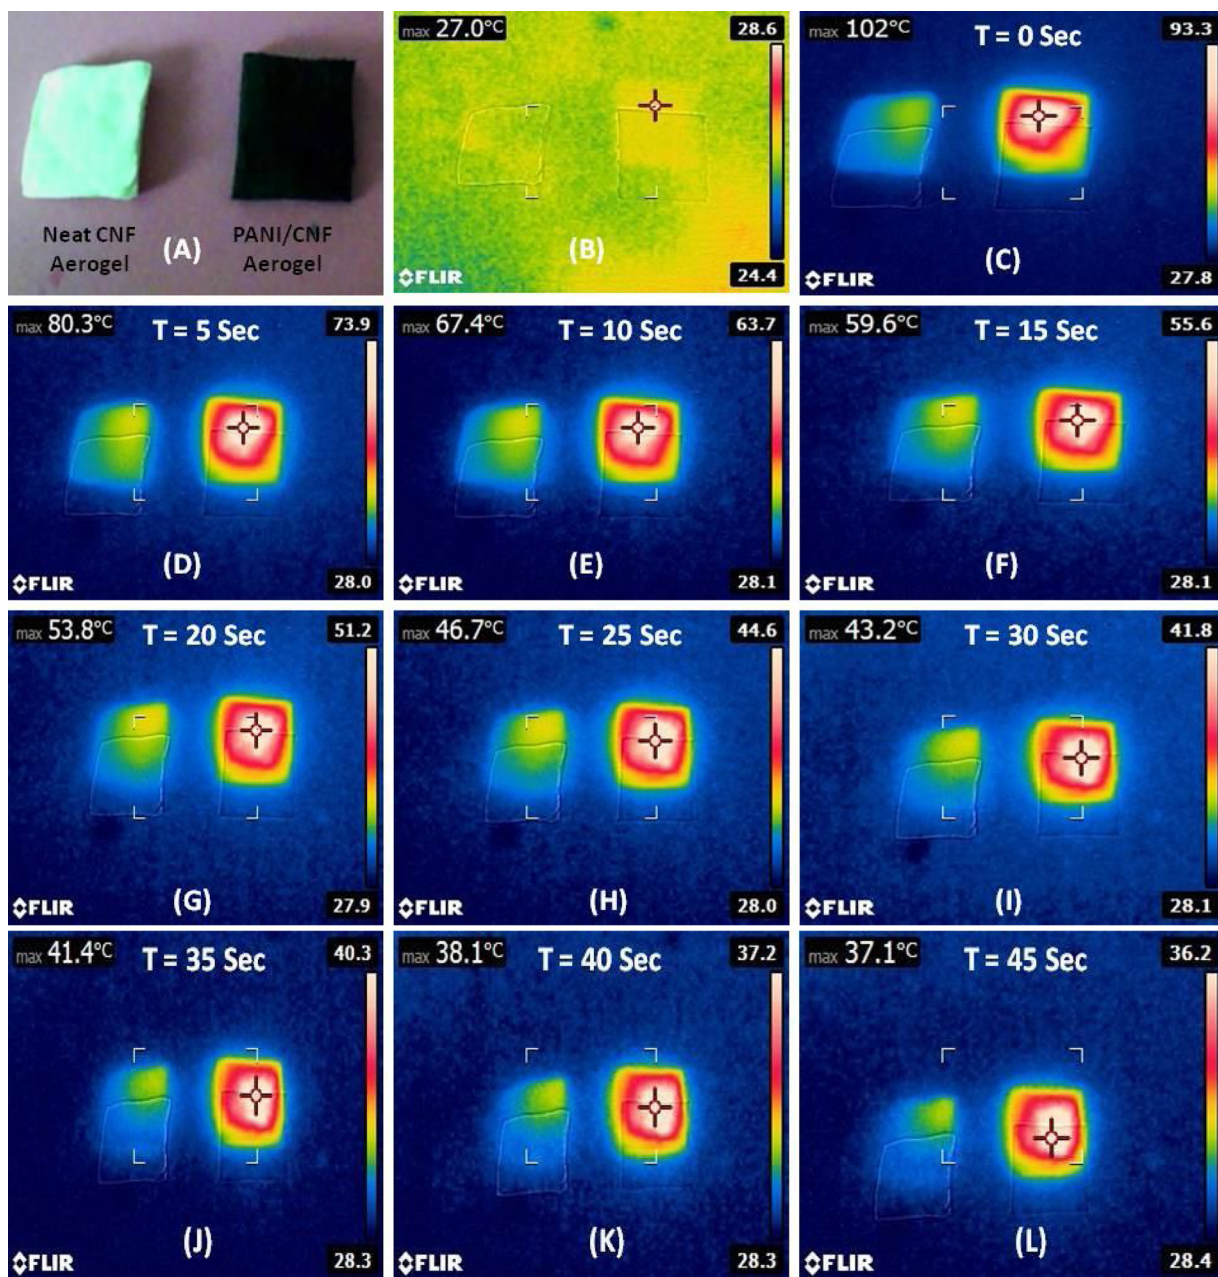 Neat CNF
Aerogel
(A)
PANI/CNF
Aerogel
max 27.0°C
28.6
(B)
FLIR
24.4
max 102°C
T = 0 Sec
93.3
(C)
27.8
max 80.3°C
T = 5 Sec
73.9
(D)
FLIR
28.0
max 67.4°C
T = 10 Sec
63.7
(E)
FLIR
28.1
max 59.6°C
T = 15 Sec
55.6
(F)
FLIR
28.1
max 53.8°C
T = 20 Sec
51.2
(G)
FLIR
27.9
max 46.7°C
T = 25 Sec
44.6
(H)
FLIR
28.0
max 43.2°C
T = 30 Sec
41.8
(I)
FLIR
28.1
max 41.4°C
T = 35 Sec
40.3
(J)
FLIR
28.3
max 38.1°C
T = 40 Sec
37.2
(K)
FLIR
28.3
max 37.1°C
T = 45 Sec
36.2
(L)
FLIR
28.4